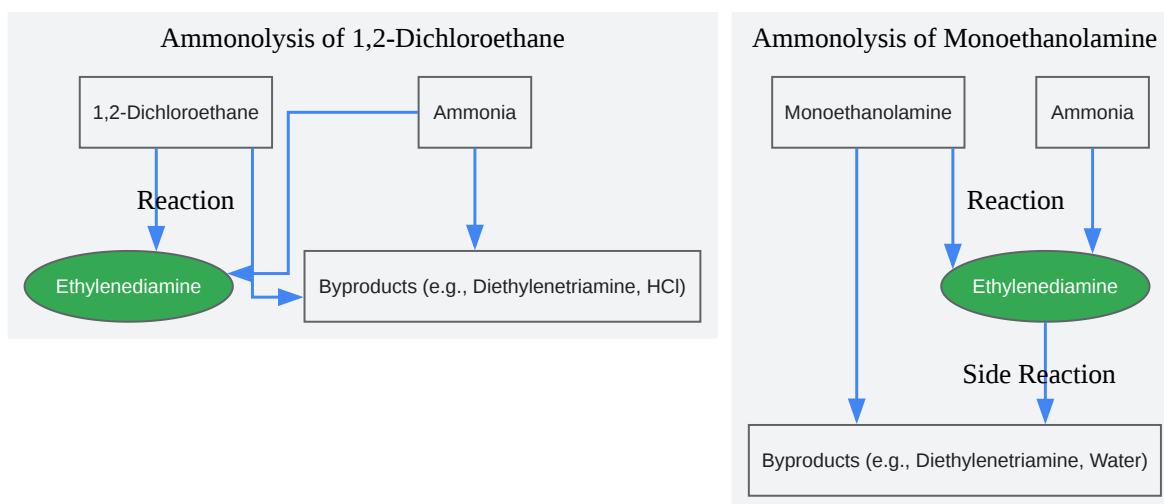 Ammonolysis of 1,2-Dichloroethane
1,2-Dichloroethane
Ammonia
Reaction
Ethylenediamine
Byproducts (e.g., Diethylenetriamine, HCl)
Ammonolysis of Monoethanolamine
Monoethanolamine
Ammonia
Reaction
Ethylenediamine
Side Reaction
Byproducts (e.g., Diethylenetriamine, Water)